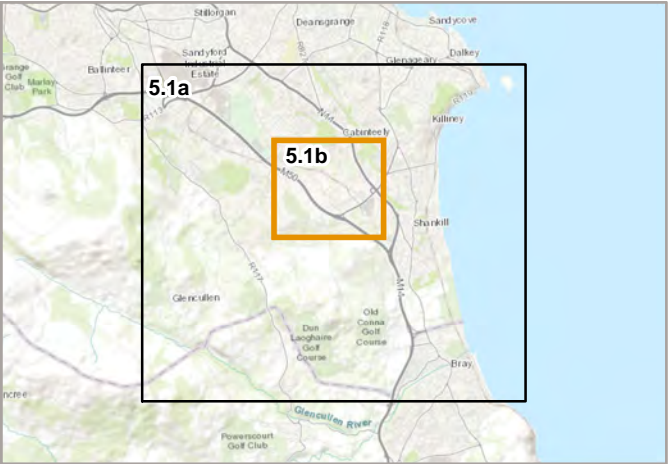 Stillorgan
Deansgrange
Sandycove
R118
Sandyford
Industrial
Estate
Dalkey
Glenageary
Grange
Golf
Club
Marlay
Park
Ballinteer
5.1a
R113
R119
N11
Cabinteely
Killiney
5.1b
M50
Shankill
R117
M11
Glencullen
Old
Conna
Golf
Course
Dun
Laoghaire
Golf
Course
Bray
Glencullen River
Powerscourt
Golf Club